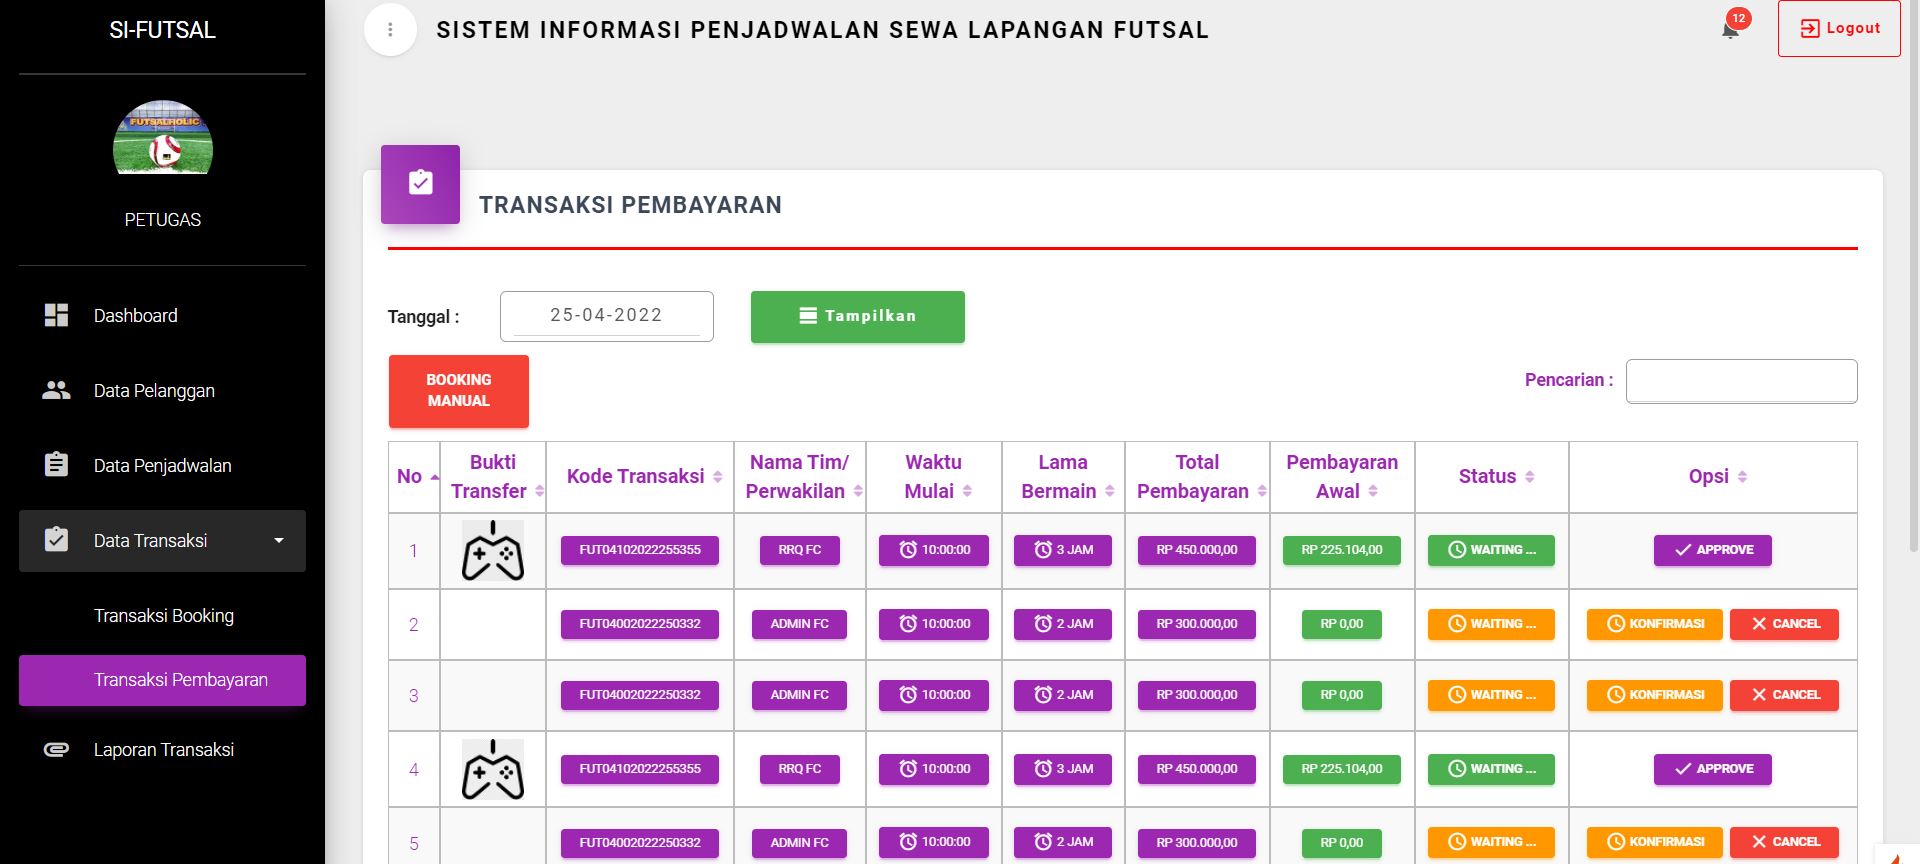 SI-FUTSAL
SISTEM INFORMASI PENJADWALAN SEWA LAPANGAN FUTSAL
12
Logout
FUTSALHOLIC
PETUGAS
Dashboard
Data Pelanggan
Data Penjadwalan
Data Transaksi
Transaksi Booking
Transaksi Pembayaran
Laporan Transaksi
TRANSAKSI PEMBAYARAN
Tanggal : 25-04-2022 Tampilkan
BOOKING
MANUAL
Pencarian :
No Bukti Transfer Kode Transaksi Nama Tim/ Perwakilan Waktu Mulai Lama Bermain Total Pembayaran Pembayaran Awal Status Opsi
1 FUT04102022255355 RRQ FC 10:00:00 3 JAM RP 450.000,00 RP 225.104,00 WAITING ... APPROVE
2 FUT04002022250332 ADMIN FC 10:00:00 2 JAM RP 300.000,00 RP 0,00 WAITING ... KONFIRMASI CANCEL
3 FUT04002022250332 ADMIN FC 10:00:00 2 JAM RP 300.000,00 RP 0,00 WAITING ... KONFIRMASI CANCEL
4 FUT04102022255355 RRQ FC 10:00:00 3 JAM RP 450.000,00 RP 225.104,00 WAITING ... APPROVE
5 FUT04002022250332 ADMIN FC 10:00:00 2 JAM RP 300.000,00 RP 0,00 WAITING ... KONFIRMASI CANCEL